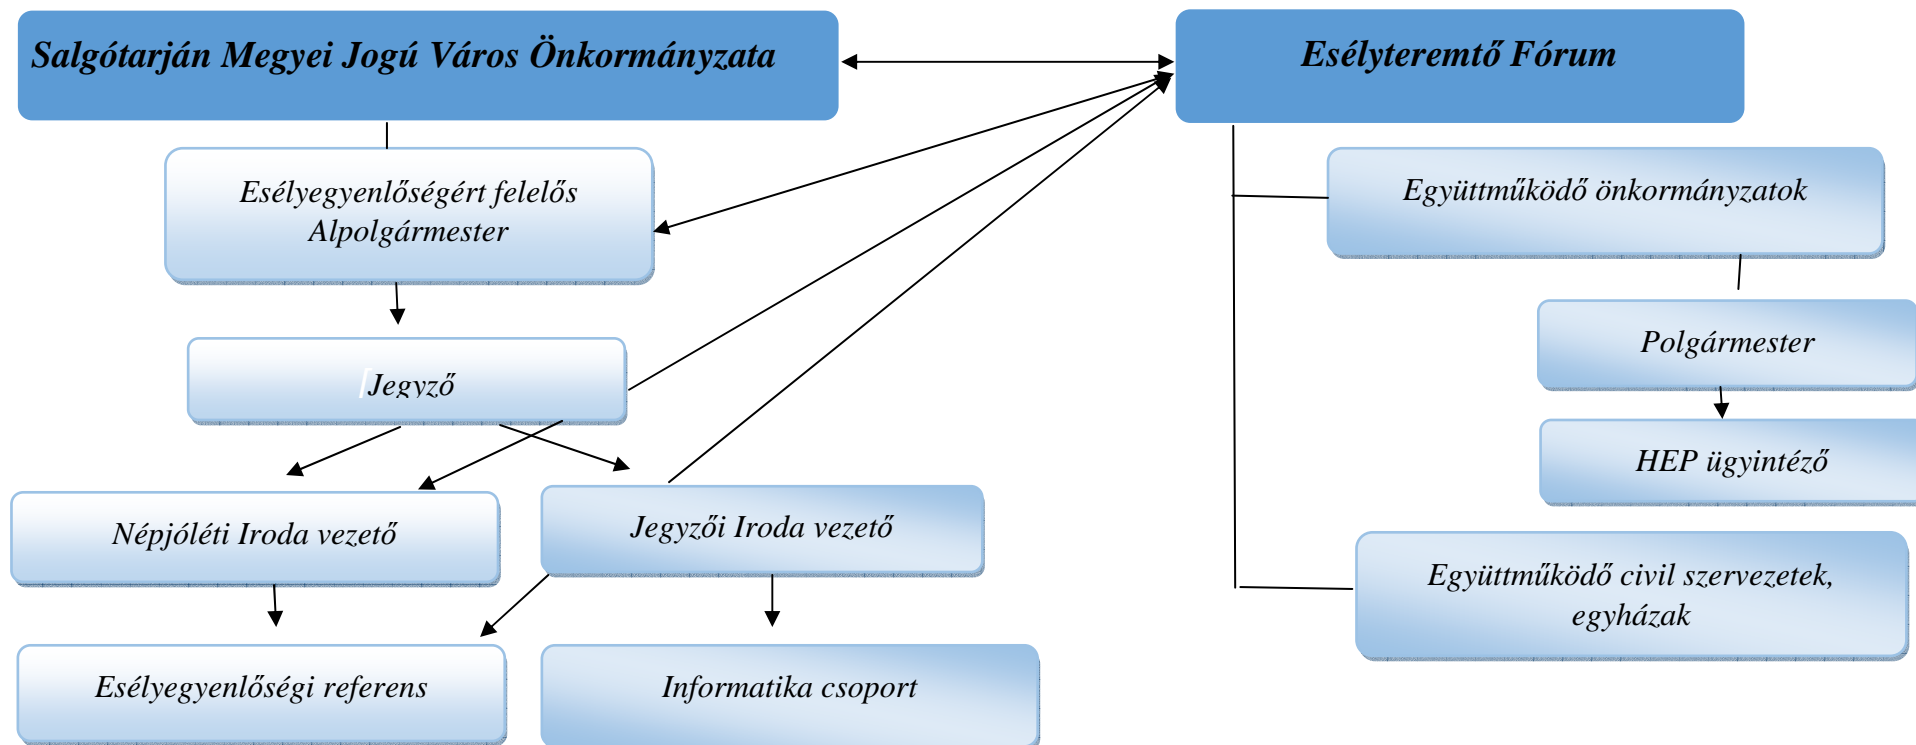 Salgótarján Megyei Jogú Város Önkormányzata
Esélyteremtő Fórum
Esélyegyenlőségért felelős
Alpolgármester
Együttműködő önkormányzatok
Polgármester
[Jegyző
HEP ügyintéző
Népjóléti Iroda vezető
Jegyzői Iroda vezető
Együttműködő civil szervezetek,
egyházak
Esélyegyenlőségi referens
Informatika csoport